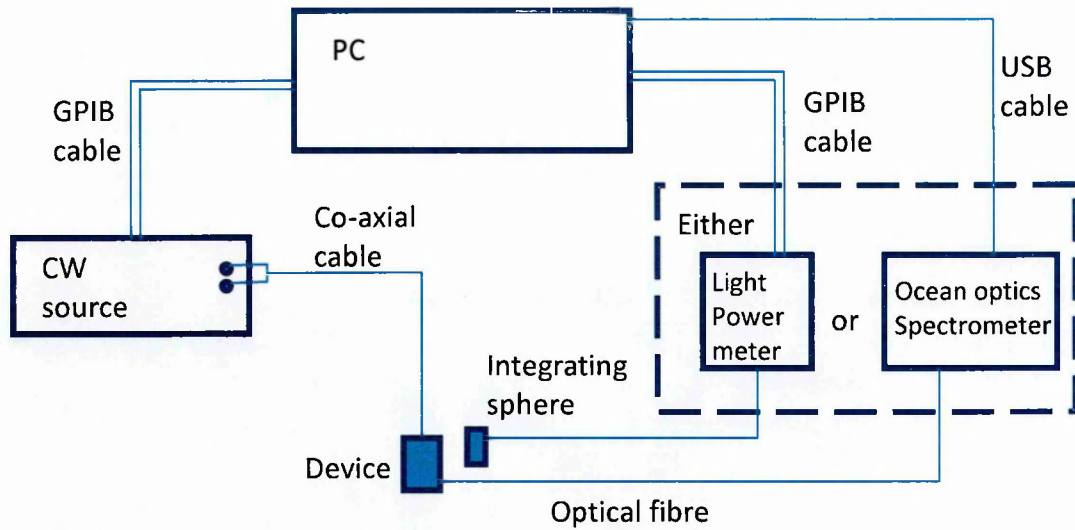 PC
GPIB
cable
GPIB
cable
USB
cable
Co-axial
cable
CW
source
Either
Light
Power
meter
or
Ocean optics
Spectrometer
Integrating
sphere
Device
Optical fibre